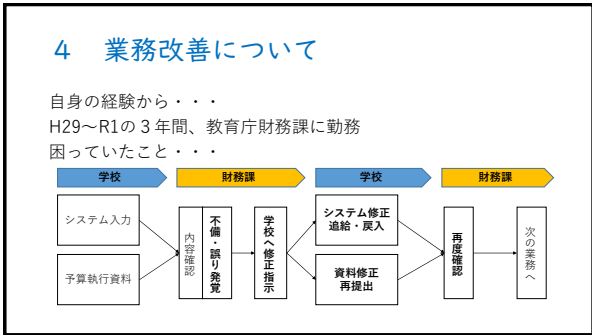 4　業務改善について
自身の経験から・・・
H29～R1の３年間、教育庁財務課に勤務
困っていたこと・・・
学校
財務課
学校
財務課
システム入力
予算執行資料
内容確認
不備・誤り発覚
学校へ修正指示
システム修正
追給・戻入
資料修正
再提出
再度確認
次の業務へ